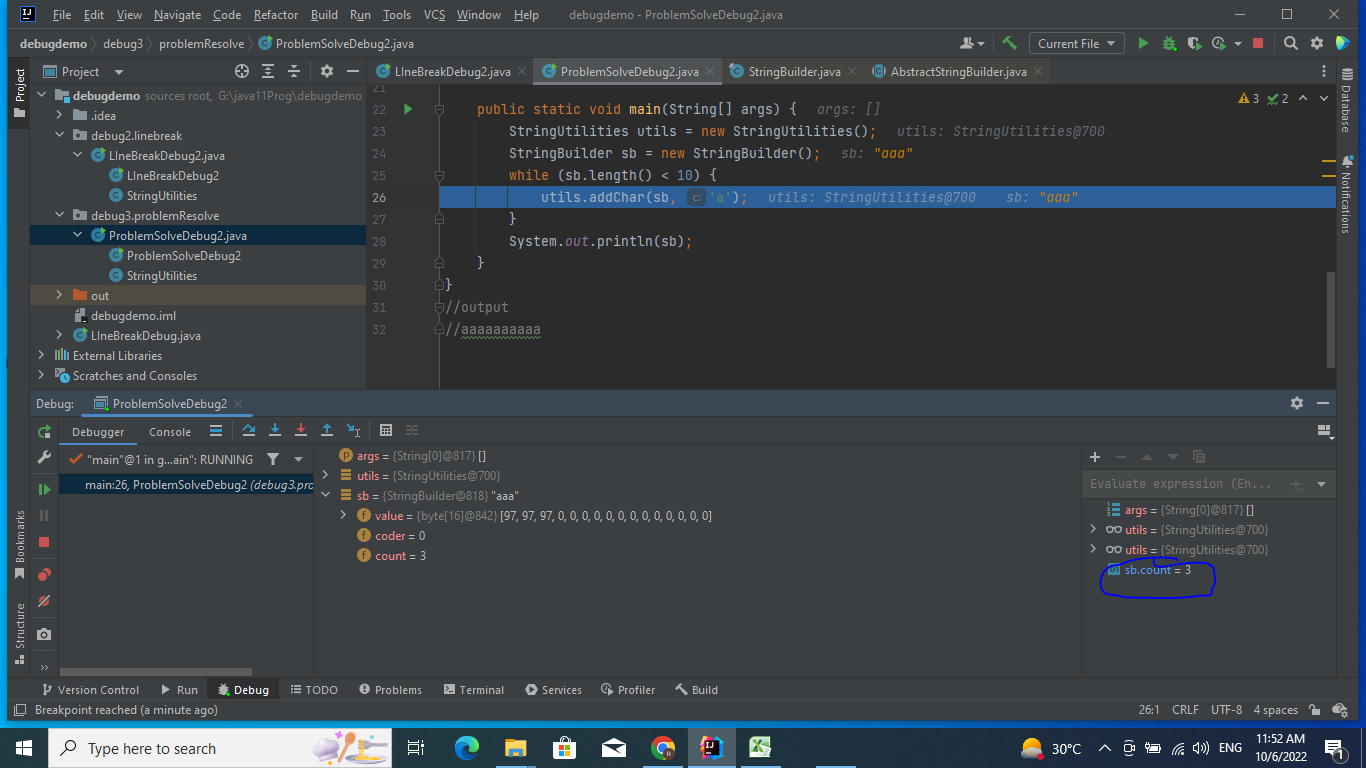 File Edit View Navigate Code Refactor Build Run Tools VCS Window Help debugdemo - ProblemSolveDebug2.java
debugdemo debug3 problemResolve ProblemSolveDebug2.java Current File
Project LIneBreakDebug2.java ProblemSolveDebug2.java StringBuilder.java AbstractStringBuilder.java
Project
Bookmarks
Structure
Database
Notifications
debugdemo sources root, G:\java11Prog\debugdemo
.idea
debug2.linebreak
LIneBreakDebug2.java
LIneBreakDebug2
StringUtilities
debug3.problemResolve
ProblemSolveDebug2.java
ProblemSolveDebug2
StringUtilities
out
debugdemo.iml
LIneBreakDebug.java
External Libraries
Scratches and Consoles
3 2
21
22 public static void main(String[] args) { args: []
23 StringUtilities utils = new StringUtilities(); utils: StringUtilities@700
24 StringBuilder sb = new StringBuilder(); sb: "aaa"
25 while (sb.length() < 10) {
26 utils.addChar(sb, c: 'a'); utils: StringUtilities@700 sb: "aaa"
27 }
28 System.out.println(sb);
29 }
30 }
31 //output
32 //aaaaaaaaaa
Debug: ProblemSolveDebug2
Debugger Console
"main"@1 in g...ain": RUNNING
main:26, ProblemSolveDebug2 (debug3.pro
args = {String[0]@817} []
utils = {StringUtilities@700}
sb = {StringBuilder@818} "aaa"
value = {byte[16]@842} [97, 97, 97, 0, 0, 0, 0, 0, 0, 0, 0, 0, 0, 0, 0, 0]
coder = 0
count = 3
Evaluate expression (En...
args = {String[0]@817} []
utils = {StringUtilities@700}
utils = {StringUtilities@700}
sb.count = 3
Version Control Run Debug TODO Problems Terminal Services Profiler Build
Breakpoint reached (a minute ago) 26:1 CRLF UTF-8 4 spaces
Type here to search 30°C ENG 11:52 AM
10/6/2022 1